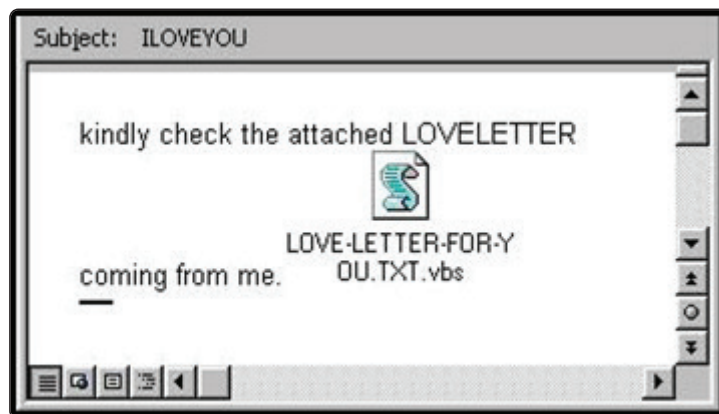 Subject: ILOVEYOU
kindly check the attached LOVELETTER
LOVE-LETTER-FOR-Y
OU.TXT.vbs
coming from me.